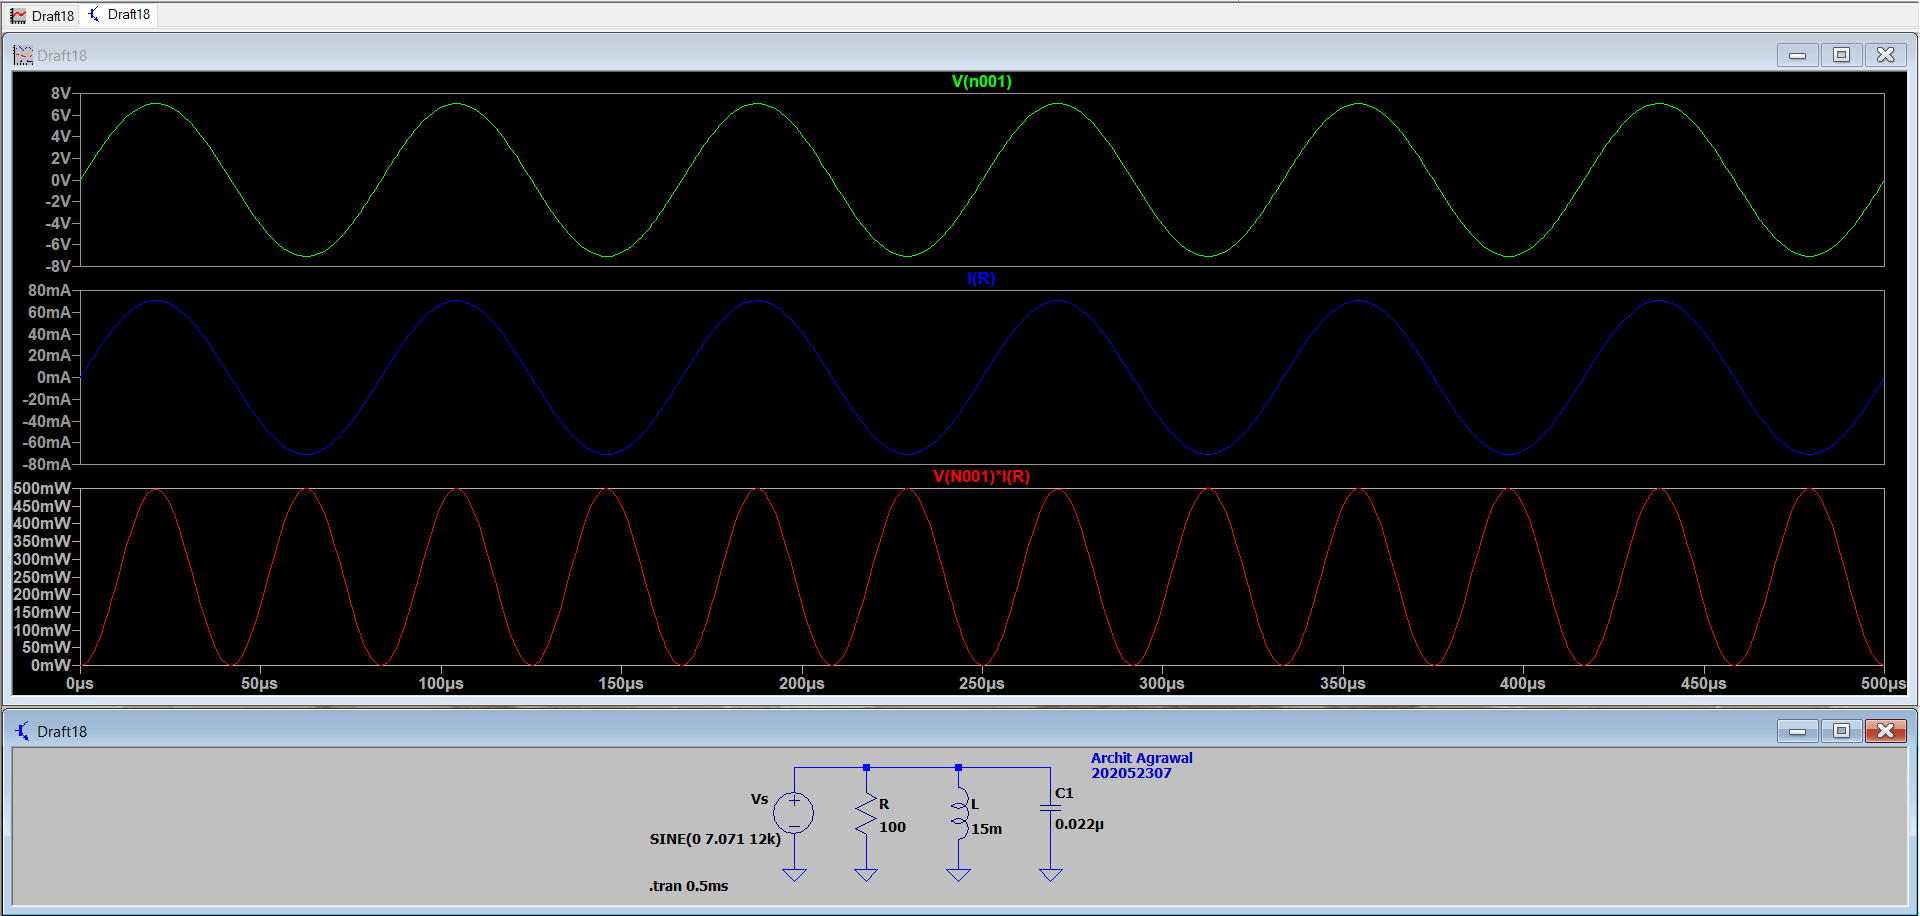 Draft18 Draft18
Draft18
V(n001)
8V
6V
4V
2V
0V
-2V
-4V
-6V
-8V
I(R)
80mA
60mA
40mA
20mA
0mA
-20mA
-40mA
-60mA
-80mA
V(N001)*I(R)
500mW
450mW
400mW
350mW
300mW
250mW
200mW
150mW
100mW
50mW
0mW
0µs 50µs 100µs 150µs 200µs 250µs 300µs 350µs 400µs 450µs 500µs
Draft18
Archit Agrawal
202052307
Vs
SINE(0 7.071 12k)
R
100
L
15m
C1
0.022µ
.tran 0.5ms